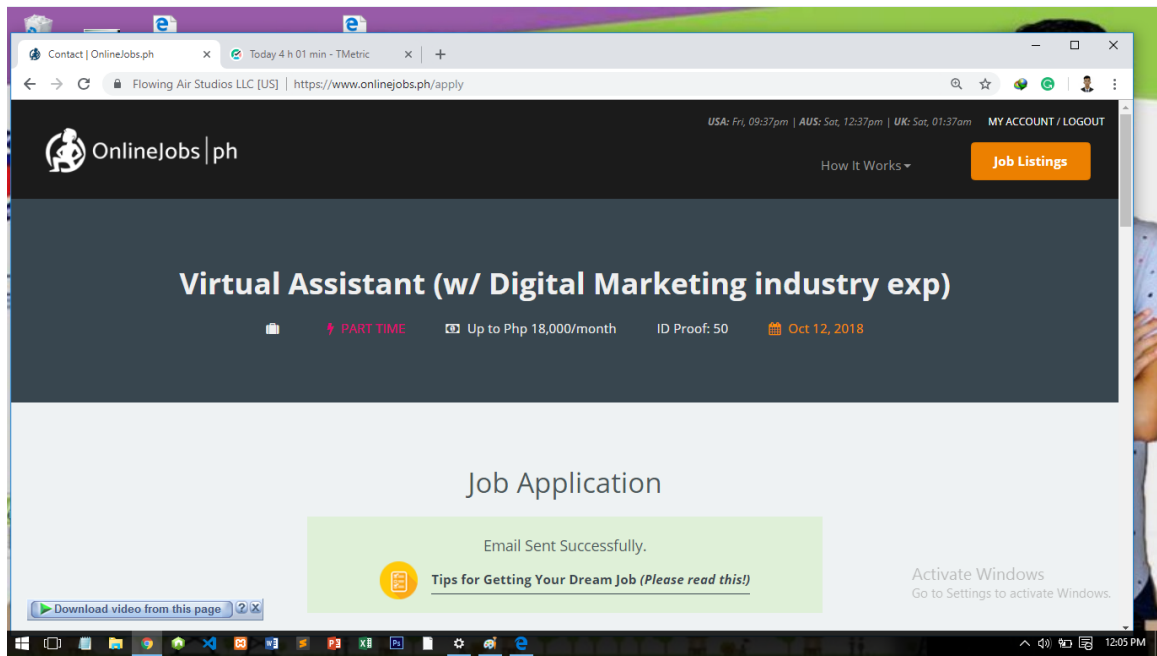 Contact | OnlineJobs.ph
Today 4 h 01 min - TMetric
Flowing Air Studios LLC [US] | https://www.onlinejobs.ph/apply
USA: Fri, 09:37pm | AUS: Sat, 12:37pm | UK: Sat, 01:37am MY ACCOUNT / LOGOUT
OnlineJobs|ph
How It Works
Job Listings
Virtual Assistant (w/ Digital Marketing industry exp)
PART TIME Up to Php 18,000/month ID Proof: 50 Oct 12, 2018
Job Application
Email Sent Successfully.
Tips for Getting Your Dream Job (Please read this!)
Activate Windows
Go to Settings to activate Windows.
Download video from this page
12:05 PM